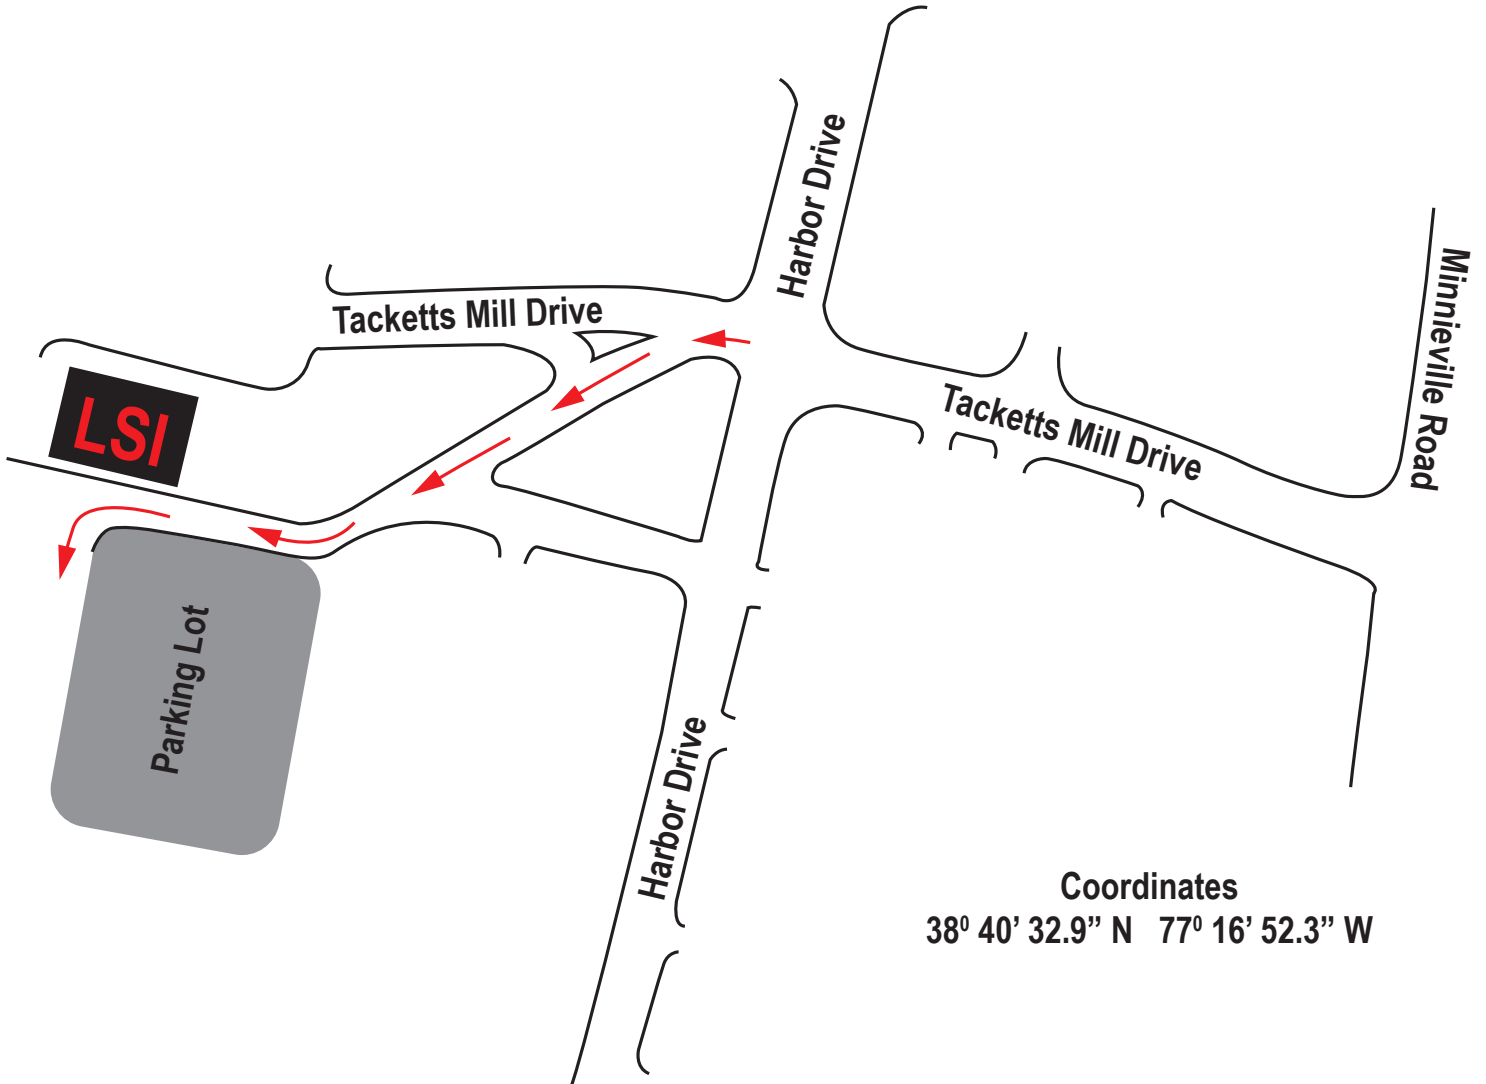 Harbor Drive
Minnieville Road
Tacketts Mill Drive
Tacketts Mill Drive
LSI
Parking Lot
Harbor Drive
Coordinates
38⁰ 40’ 32.9” N 77⁰ 16’ 52.3” W